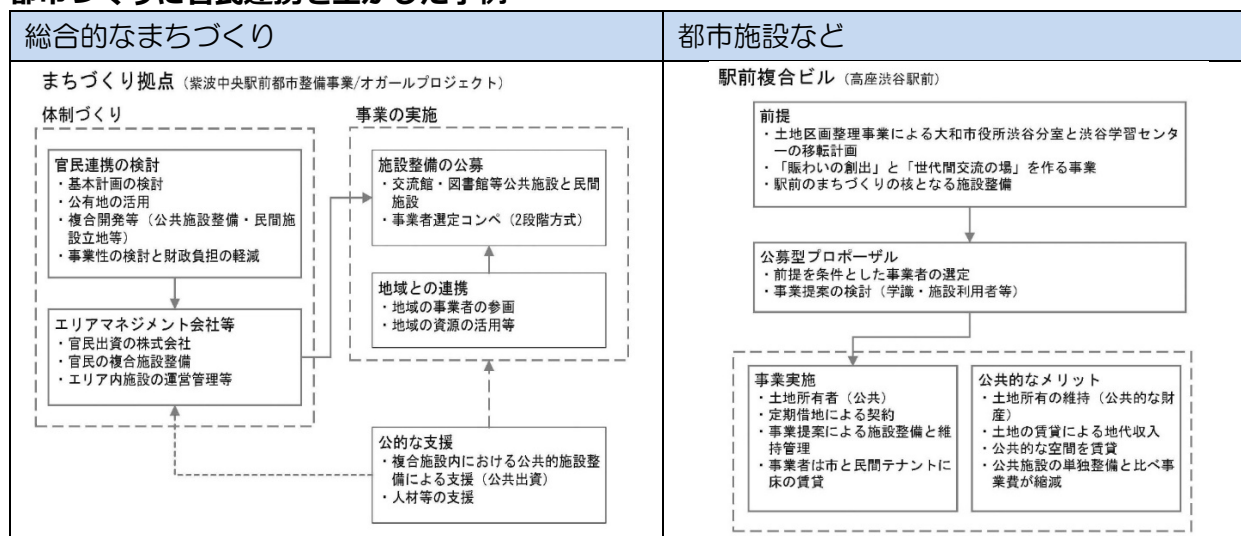 都市づくりに官民連携を生かした事例
総合的なまちづくり
まちづくり拠点（紫波中央駅前都市整備事業/オガールプロジェクト）
体制づくり
官民連携の検討
・基本計画の検討
・公有地の活用
・複合開発等（公共施設整備・民間施
設立地等）
・事業性の検討と財政負担の軽減
エリアマネジメント会社等
・官民出資の株式会社
・官民の複合施設整備
・エリア内施設の運営管理等
事業の実施
施設整備の公募
・交流館・図書館等公共施設と民間
施設
・事業者選定コンペ（2段階方式）
地域との連携
・地域の事業者の参画
・地域の資源の活用等
公的な支援
・複合施設内における公共的施設整
備による支援（公共出資）
・人材等の支援
都市施設など
駅前複合ビル（高座渋谷駅前）
前提
・土地区画整理事業による大和市役所渋谷分室と渋谷学習センタ
ーの移転計画
・「賑わいの創出」と「世代間交流の場」を作る事業
・駅前のまちづくりの核となる施設整備
公募型プロポーザル
・前提を条件とした事業者の選定
・事業提案の検討（学識・施設利用者等）
事業実施
・土地所有者（公共）
・定期借地による契約
・事業提案による施設整備と維
持管理
・事業者は市と民間テナントに
床の賃貸
公共的なメリット
・土地所有の維持（公共的な財
産）
・土地の賃貸による地代収入
・公共的な空間を賃貸
・公共施設の単独整備と比べ事
業費が縮減